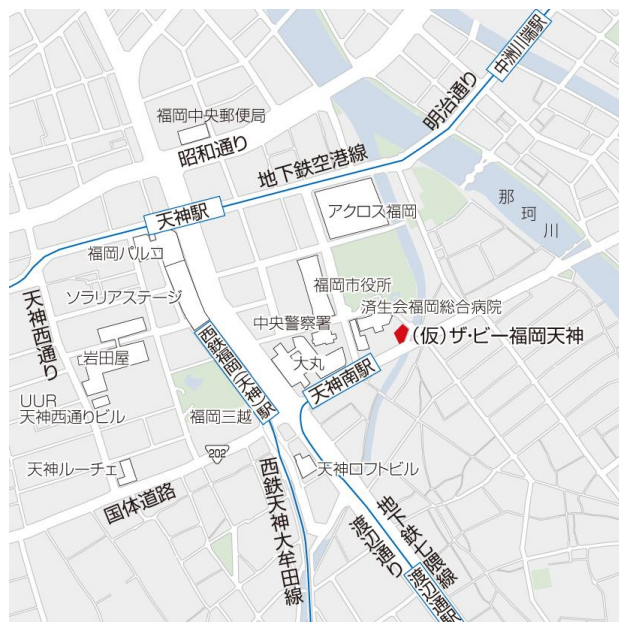 中洲川端駅
明治通り
福岡中央郵便局
昭和通り
地下鉄空港線
天神駅
アクロス福岡
那珂川
福岡パルコ
天神西通り
ソラリアステージ
福岡市役所
済生会福岡総合病院
西鉄福岡(天神)駅
中央警察署
(仮)ザ・ビー福岡天神
岩田屋
大丸
天神南駅
UUR
天神西通りビル
福岡三越
202
天神ルーチェ
国体道路
天神ロフトビル
西鉄天神大牟田線
渡辺通り
地下鉄七隈線
渡辺通駅